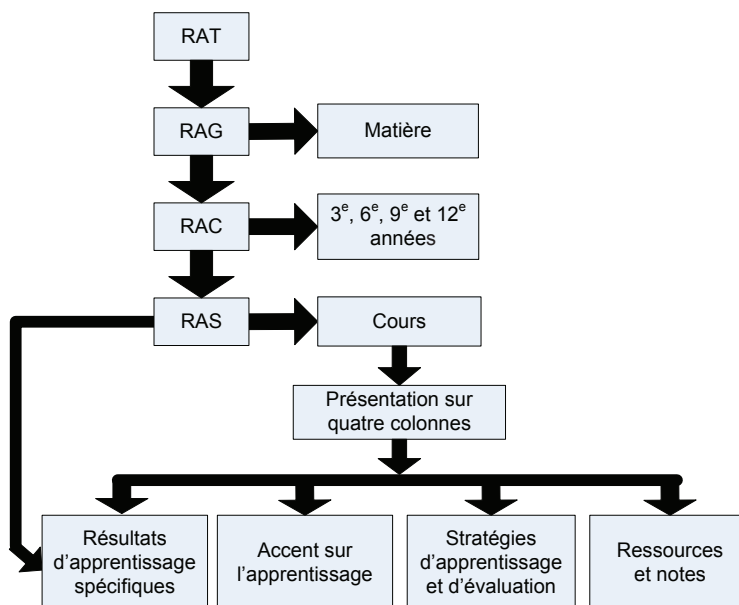 RAT
RAG
Matière
RAC
3e, 6e, 9e et 12e
années
RAS
Cours
Présentation sur
quatre colonnes
Résultats
d’apprentissage
spécifiques
Accent sur
l’apprentissage
Stratégies
d’apprentissage
et d’évaluation
Ressources
et notes